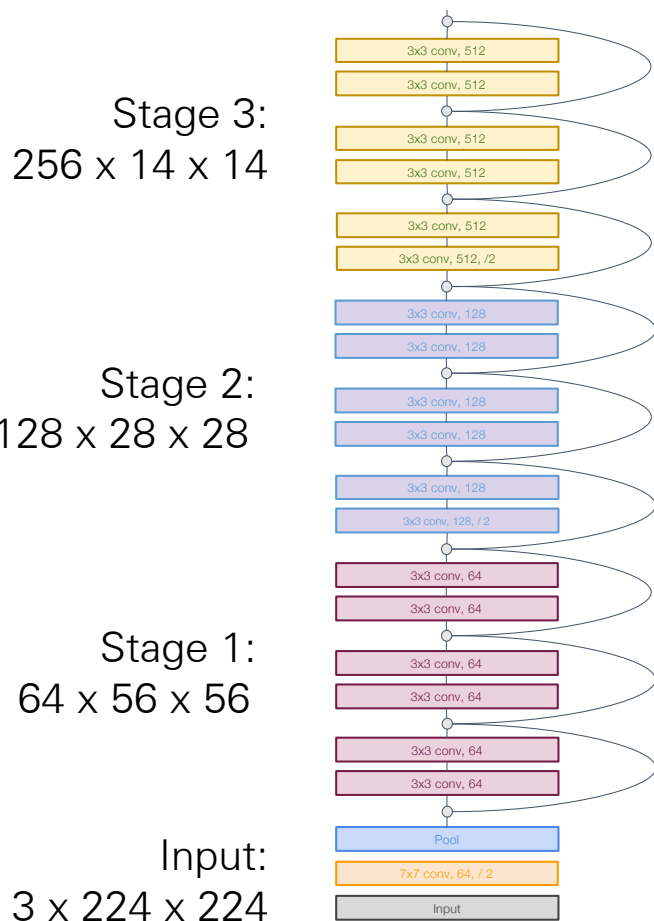 3x3 conv, 512
3x3 conv, 512
Stage 3:
256 x 14 x 14
3x3 conv, 512
3x3 conv, 512
3x3 conv, 512
3x3 conv, 512, /2
3x3 conv, 128
3x3 conv, 128
Stage 2:
128 x 28 x 28
3x3 conv, 128
3x3 conv, 128
3x3 conv, 128
3x3 conv, 128, / 2
3x3 conv, 64
3x3 conv, 64
Stage 1:
64 x 56 x 56
3x3 conv, 64
3x3 conv, 64
3x3 conv, 64
3x3 conv, 64
Input:
3 x 224 x 224
Pool
7x7 conv, 64, / 2
Input